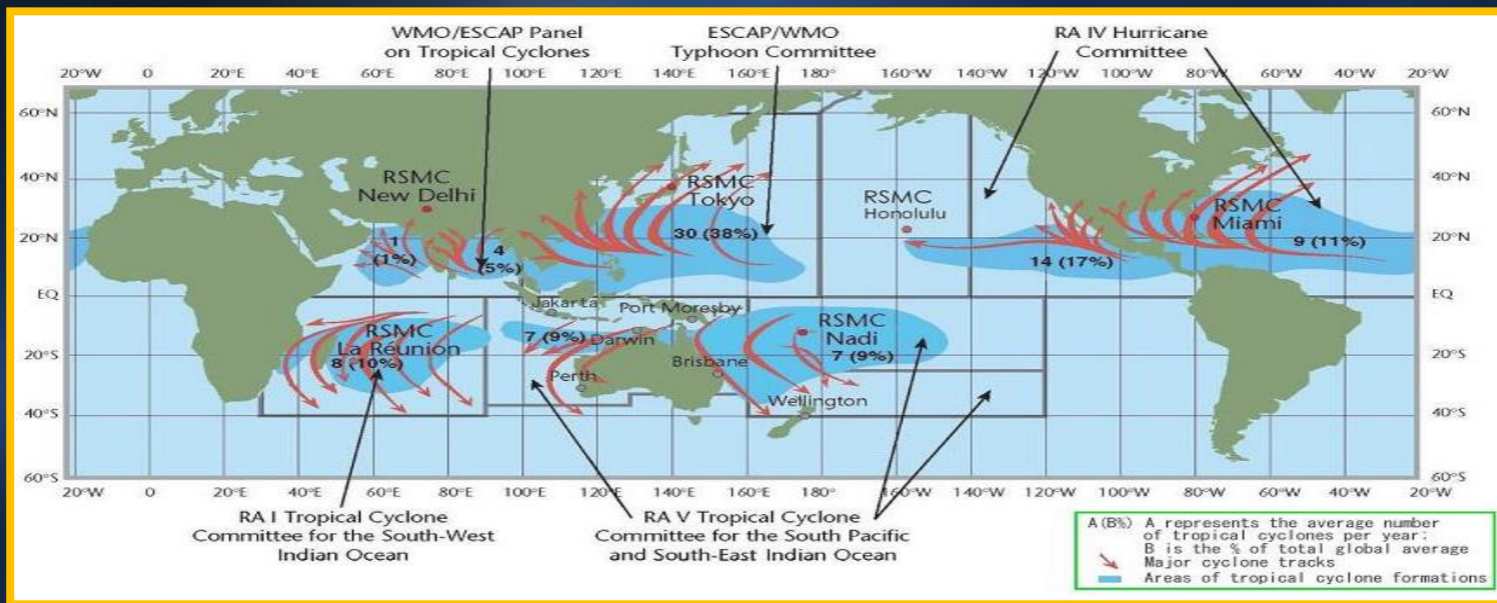 WMO/ESCAP Panel
on Tropical Cyclones
ESCAP/WMO
Typhoon Committee
RA IV Hurricane
Committee
20°W 0 20°E 40°E 60°E 80°E 100°E 120°E 140°E 160°E 180° 160°W 140°W 120°W 100°W 80°W 60°W 40°W 20°W
60°N 60°N
40°N 40°N
RSMC
New Delhi
RSMC
Tokyo
RSMC
Honolulu
RSMC
Miami
20°N 20°N
1
(1%)
4
(5%)
30 (38%)
14 (17%)
9 (11%)
EQ EQ
Jakarta
Port Moresby
RSMC
La Réunion
8 (10%)
7 (9%)
Darwin
RSMC
Nadi
7 (9%)
20°S 20°S
Brisbane
Perth
Wellington
40°S 40°S
60°S 60°S
20°W 0 20°E 40°E 60°E 80°E 100°E 120°E 140°E 160°E 180° 160°W 140°W 120°W 100°W 80°W 60°W 40°W 20°W
RA I Tropical Cyclone
Committee for the South-West
Indian Ocean
RA V Tropical Cyclone
Committee for the South Pacific
and South-East Indian Ocean
A(B%) A represents the average number
of tropical cyclones per year:
B is the % of total global average
Major cyclone tracks
Areas of tropical cyclone formations